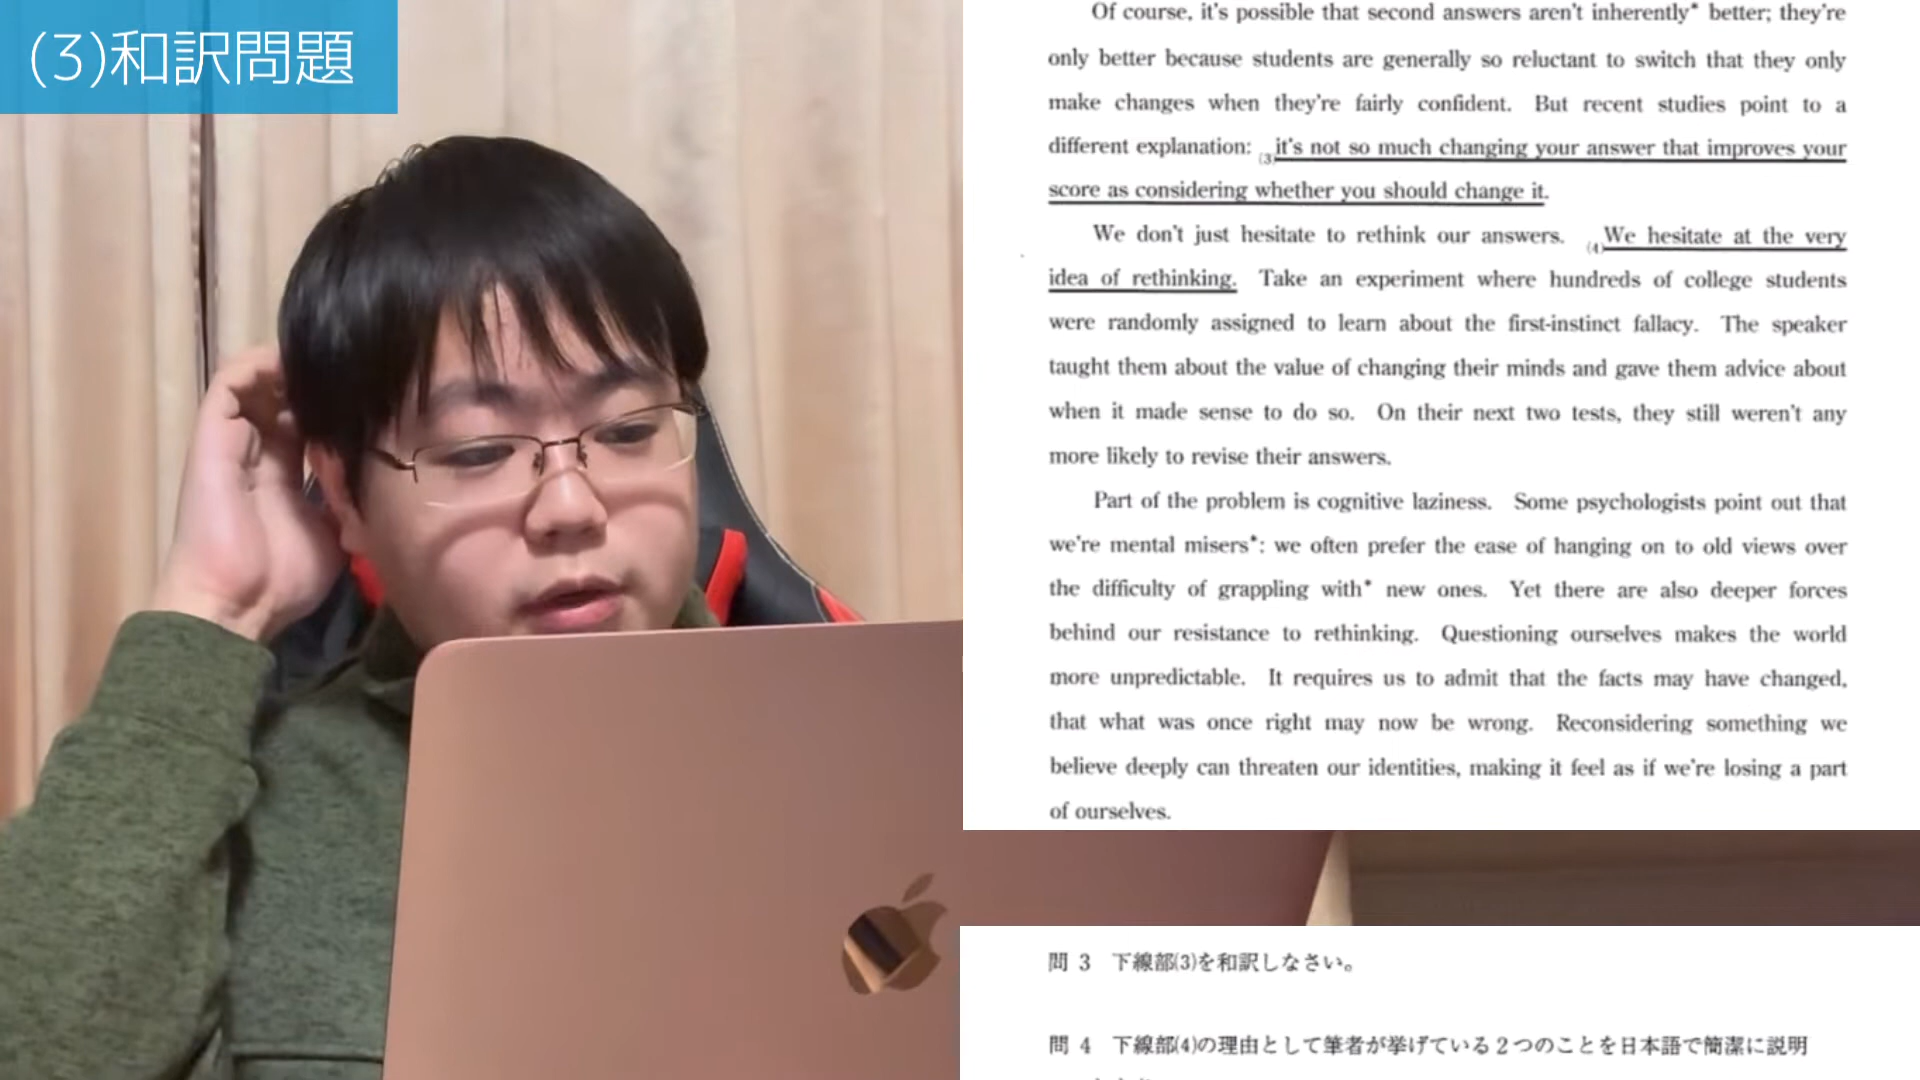 (3)和訳問題
Of course, it's possible that second answers aren't inherently* better; they're
only better because students are generally so reluctant to switch that they only
make changes when they're fairly confident. But recent studies point to a
different explanation: (3)it's not so much changing your answer that improves your
score as considering whether you should change it.
We don't just hesitate to rethink our answers. (4)We hesitate at the very
idea of rethinking. Take an experiment where hundreds of college students
were randomly assigned to learn about the first-instinct fallacy. The speaker
taught them about the value of changing their minds and gave them advice about
when it made sense to do so. On their next two tests, they still weren't any
more likely to revise their answers.
Part of the problem is cognitive laziness. Some psychologists point out that
we're mental misers*: we often prefer the ease of hanging on to old views over
the difficulty of grappling with* new ones. Yet there are also deeper forces
behind our resistance to rethinking. Questioning ourselves makes the world
more unpredictable. It requires us to admit that the facts may have changed,
that what was once right may now be wrong. Reconsidering something we
believe deeply can threaten our identities, making it feel as if we're losing a part
of ourselves.
問 3 下線部(3)を和訳しなさい。
問 4 下線部(4)の理由として筆者が挙げている2つのことを日本語で簡潔に説明